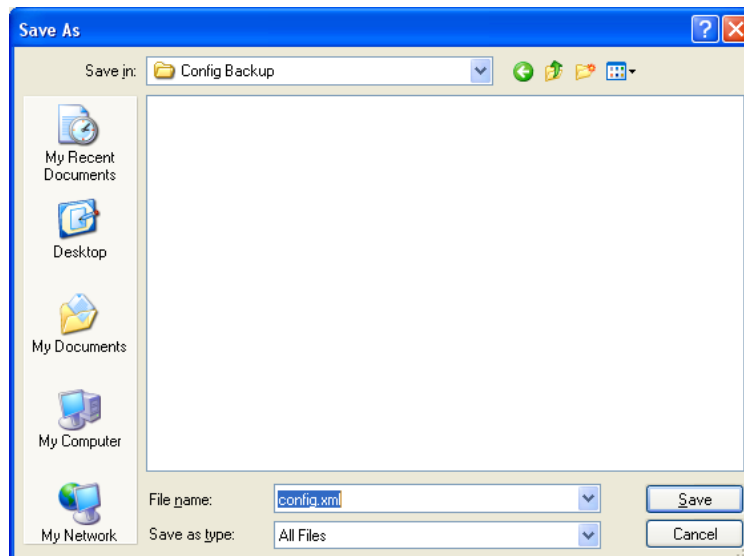 Save As
Save in:
Config Backup
My Recent
Documents
Desktop
My Documents
My Computer
My Network
File name:
config.xml
Save
Save as type:
All Files
Cancel